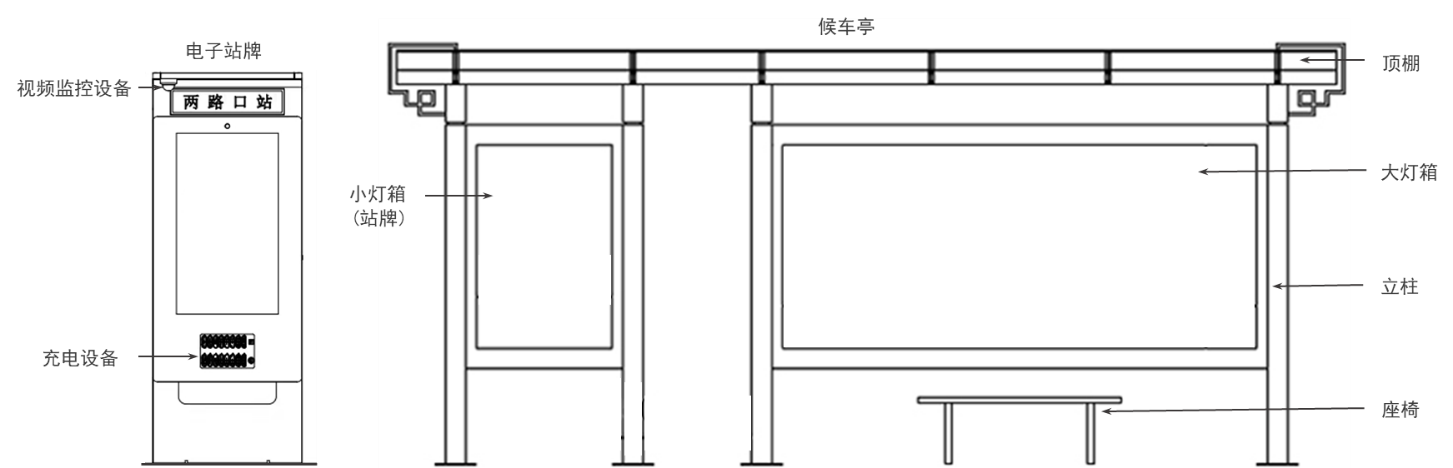 电子站牌
视频监控设备
两路口站
充电设备
候车亭
顶棚
小灯箱
(站牌)
大灯箱
立柱
座椅